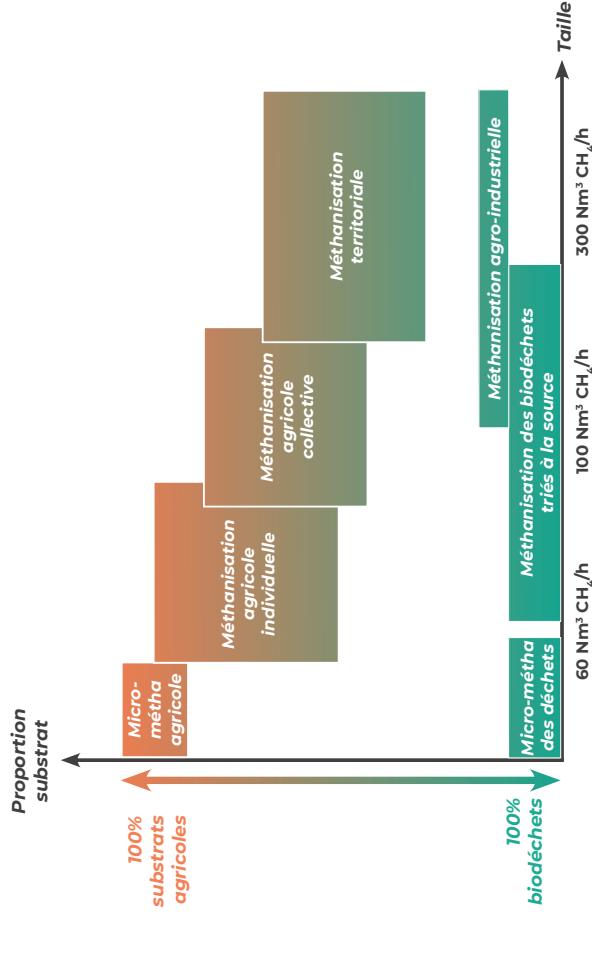 Proportion
substrat
100%
substrats
agricoles
100%
biodéchets
Micro-
métha
agricole
Méthanisation
agricole
individuelle
Méthanisation
agricole
collective
Méthanisation
territoriale
Méthanisation agro-industrielle
Méthanisation des biodéchets
triés à la source
Micro-métha
des déchets
60 Nm³ CH₄/h
100 Nm³ CH₄/h
300 Nm³ CH₄/h
Taille